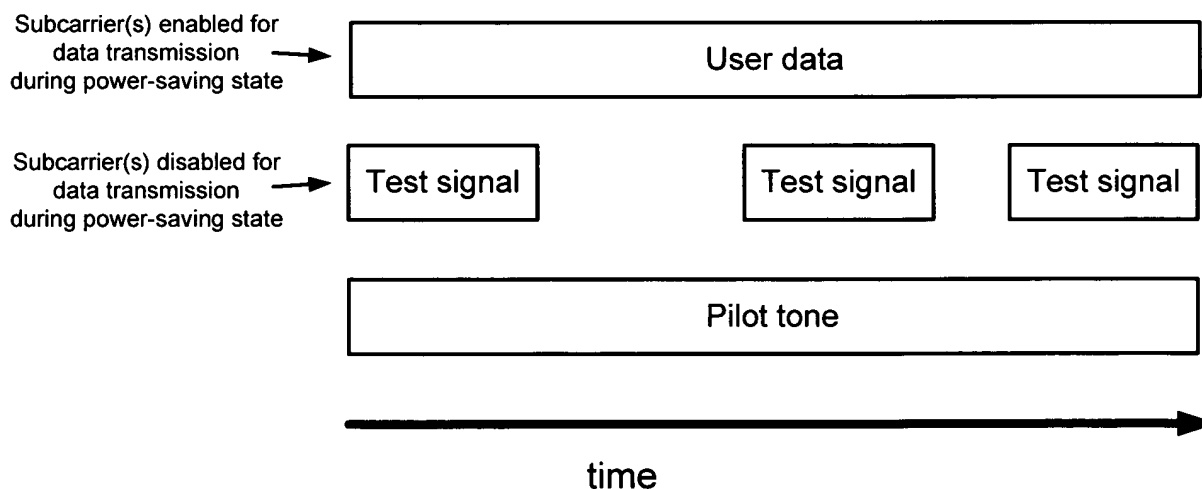 Subcarrier(s) enabled for
data transmission
during power-saving state
User data
Subcarrier(s) disabled for
data transmission
during power-saving state
Test signal
Test signal
Test signal
Pilot tone
time